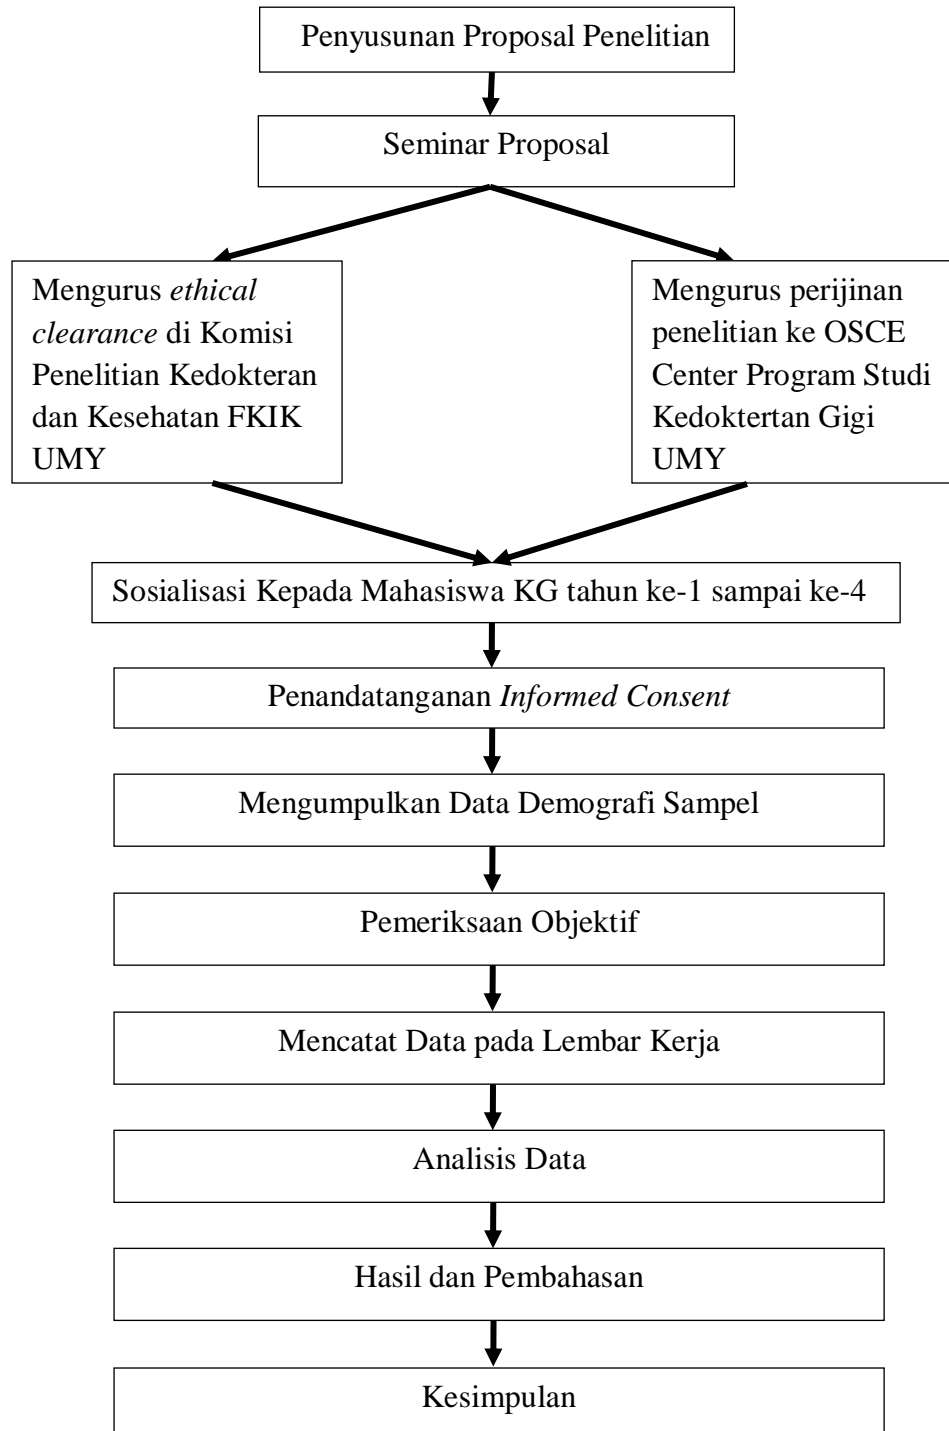 Penyusunan Proposal Penelitian
Seminar Proposal
Mengurus ethical
clearance di Komisi
Penelitian Kedokteran
dan Kesehatan FKIK
UMY
Mengurus perijinan
penelitian ke OSCE
Center Program Studi
Kedoktertan Gigi
UMY
Sosialisasi Kepada Mahasiswa KG tahun ke-1 sampai ke-4
Penandatanganan Informed Consent
Mengumpulkan Data Demografi Sampel
Pemeriksaan Objektif
Mencatat Data pada Lembar Kerja
Analisis Data
Hasil dan Pembahasan
Kesimpulan